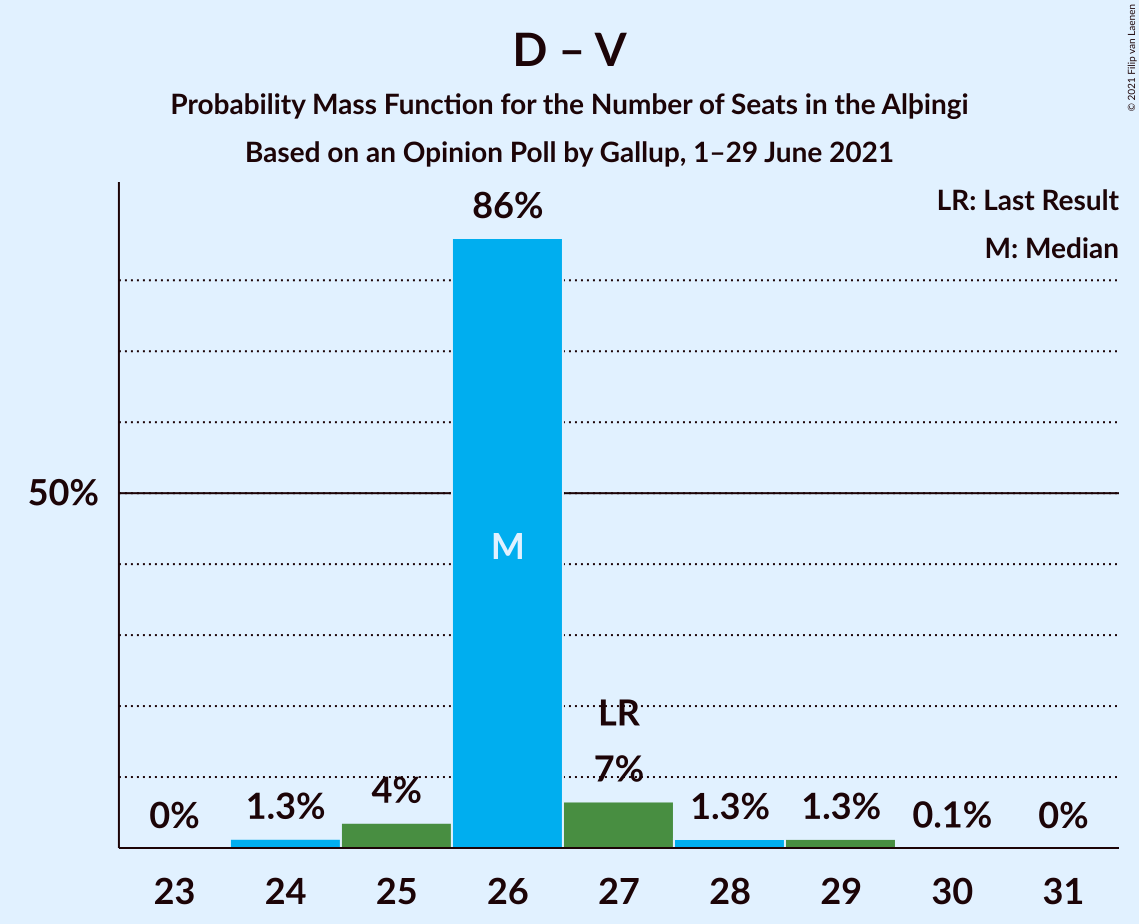 D – V
Probability Mass Function for the Number of Seats in the Alþingi
Based on an Opinion Poll by Gallup, 1–29 June 2021
© 2021 Filip van Laenen
LR: Last Result
M: Median
86%
50%
M
LR
0%
1.3%
4%
7%
1.3%
1.3%
0.1%
0%
23
24
25
26
27
28
29
30
31